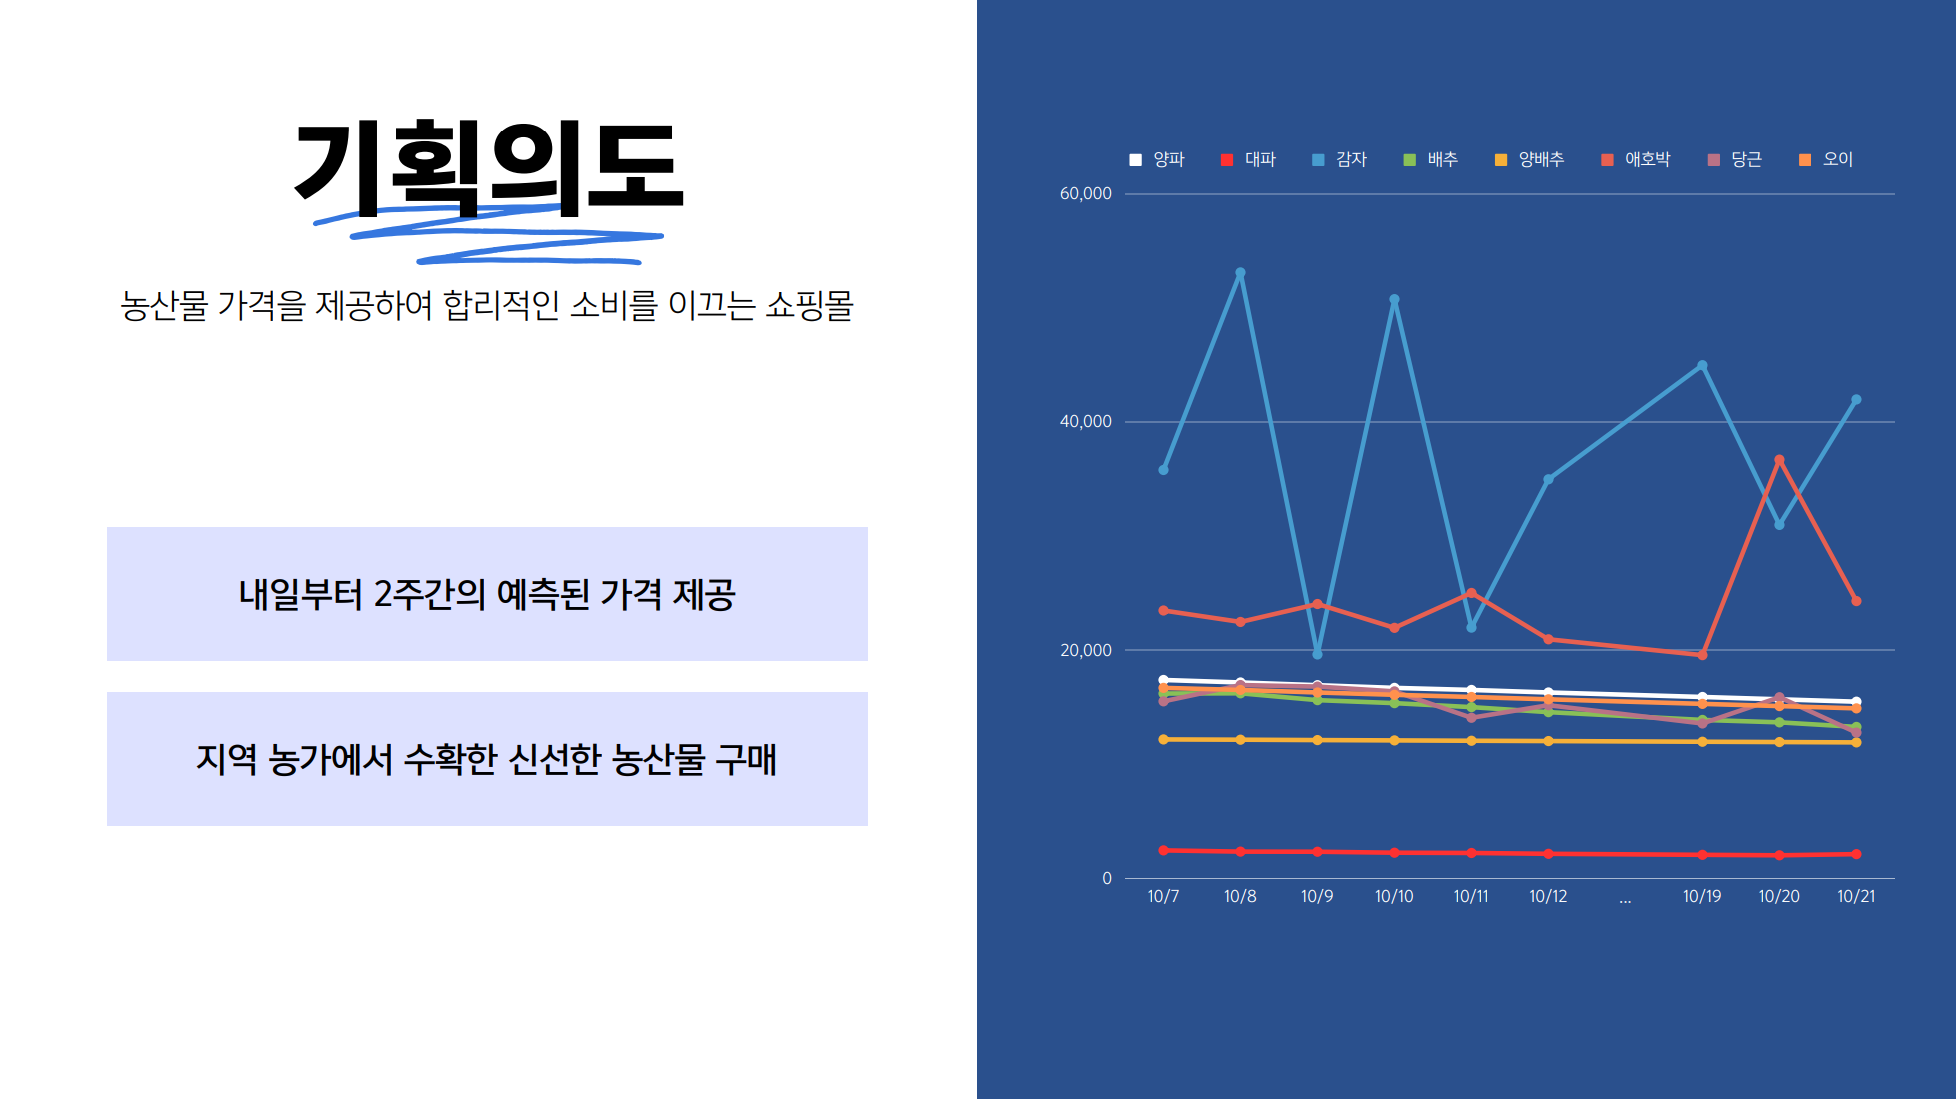 기획의도
농산물 가격을 제공하여 합리적인 소비를 이끄는 쇼핑몰
내일부터 2주간의 예측된 가격 제공
지역 농가에서 수확한 신선한 농산물 구매
양파 대파 감자 배추 양배추 애호박 당근 오이
60,000
40,000
20,000
0
10/7 10/8 10/9 10/10 10/11 10/12 ... 10/19 10/20 10/21